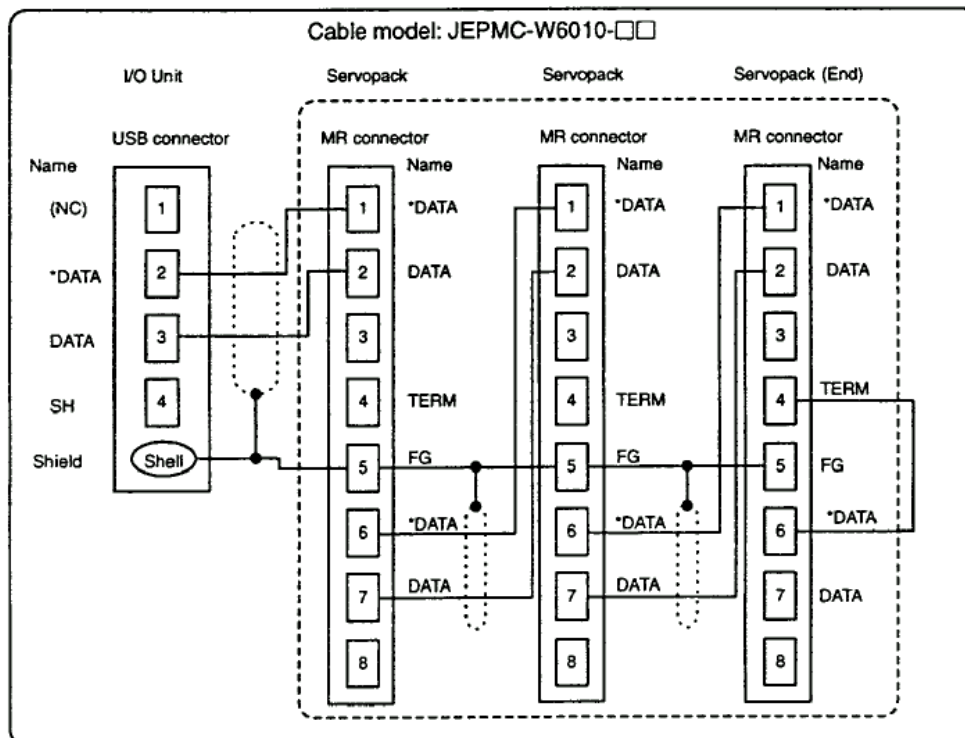 Cable model: JEPMC-W6010-□□
I/O Unit Servopack Servopack Servopack (End)
USB connector MR connector MR connector MR connector
Name Name Name Name
(NC) 1 1 *DATA 1 *DATA 1 *DATA
*DATA 2 2 DATA 2 DATA 2 DATA
DATA 3 3 3 3
SH 4 4 TERM 4 TERM 4 TERM
Shield Shell 5 FG 5 FG 5 FG
6 *DATA 6 *DATA 6 *DATA
7 DATA 7 DATA 7 DATA
8 8 8